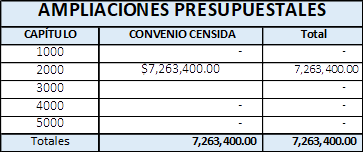 AMPLIACIONES PRESUPUESTALES
CAPÍTULO CONVENIO CENSIDA Total
1000 - -
2000 $7,263,400.00 7,263,400.00
3000 -
4000 - -
5000 - -
Totales 7,263,400.00 7,263,400.00